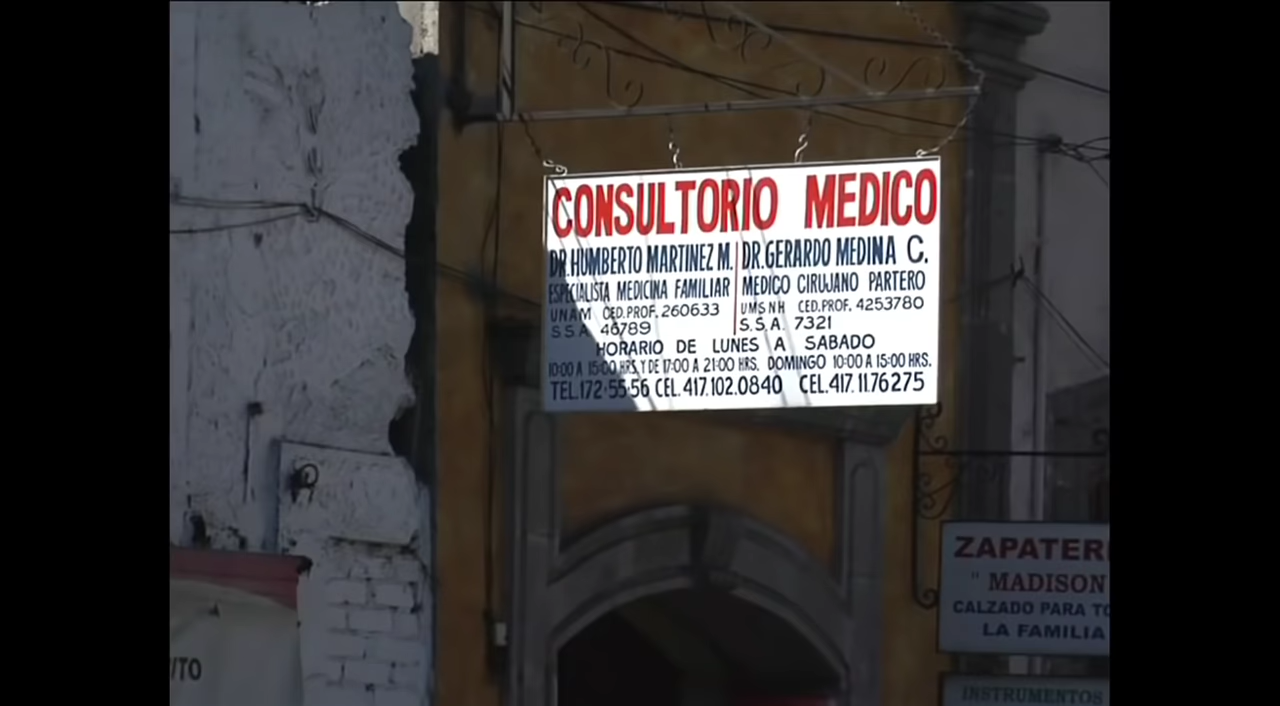 CONSULTORIO MEDICO
DR. HUMBERTO MARTINEZ M.
ESPECIALISTA MEDICINA FAMILIAR
UNAM CED.PROF. 260633
S.S.A. 46789
DR. GERARDO MEDINA C.
MEDICO CIRUJANO PARTERO
UMSNH CED.PROF. 4253780
S.S.A. 7321
HORARIO DE LUNES A SABADO
10:00 A 15:00 HRS. Y DE 17:00 A 21:00 HRS. DOMINGO 10:00 A 15:00 HRS.
TEL.172·55·56 CEL.417.102.0840 CEL.417.11.76275
ZAPATERI
" MADISON
CALZADO PARA TO
LA FAMILIA
INSTRUMENTOS